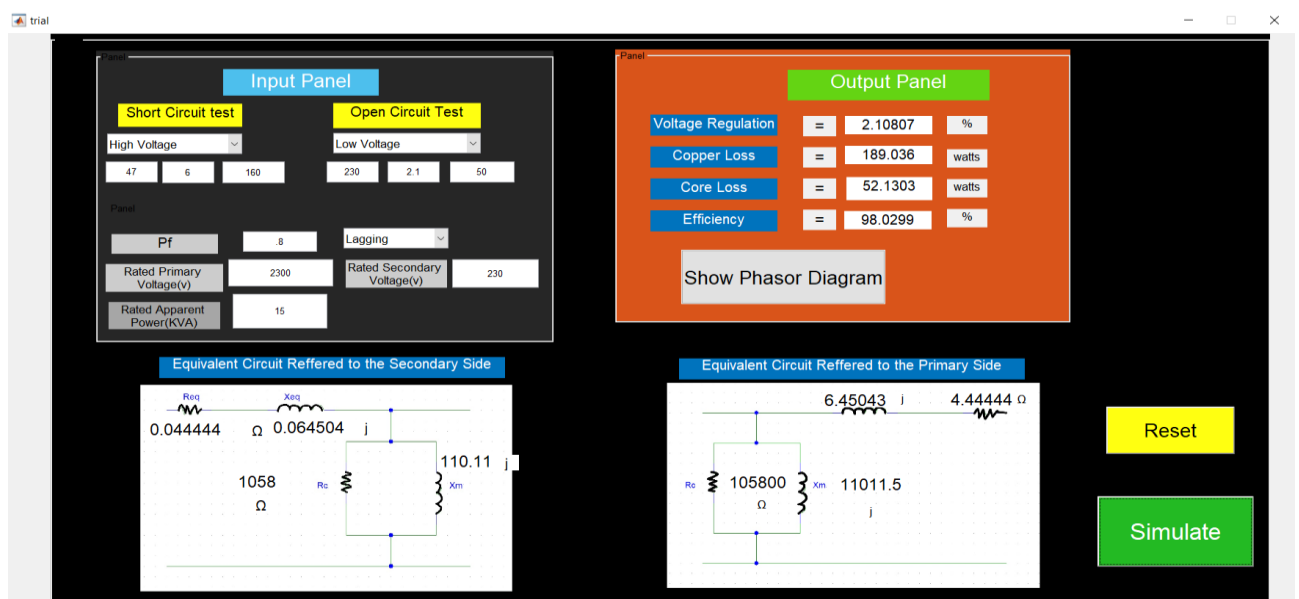 trial
Panel
Input Panel
Short Circuit test
Open Circuit Test
High Voltage
Low Voltage
47 6 160
230 2.1 50
Panel
Pf
.8
Lagging
Rated Primary
Voltage(v)
2300
Rated Secondary
Voltage(v)
230
Rated Apparent
Power(KVA)
15
Panel
Output Panel
Voltage Regulation = 2.10807 %
Copper Loss = 189.036 watts
Core Loss = 52.1303 watts
Efficiency = 98.0299 %
Show Phasor Diagram
Equivalent Circuit Reffered to the Secondary Side
Req Xeq
0.044444 Ω 0.064504 j
110.11 j
1058
Rc
Xm
Ω
Equivalent Circuit Reffered to the Primary Side
6.45043 j 4.44444 Ω
Rc 105800 Xm 11011.5
Ω
j
Reset
Simulate